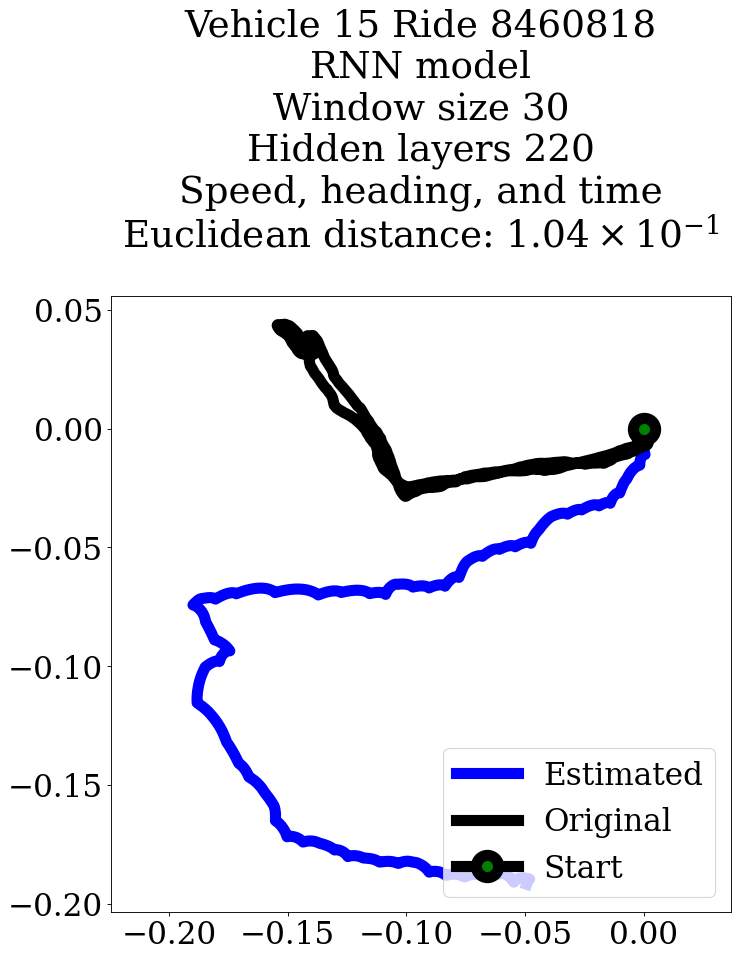 Vehicle 15 Ride 8460818
RNN model
Window size 30
Hidden layers 220
Speed, heading, and time
Euclidean distance: 1.04 × 10⁻¹
0.05
0.00
−0.05
−0.10
−0.15
−0.20
Estimated
Original
Start
−0.20 −0.15 −0.10 −0.05 0.00